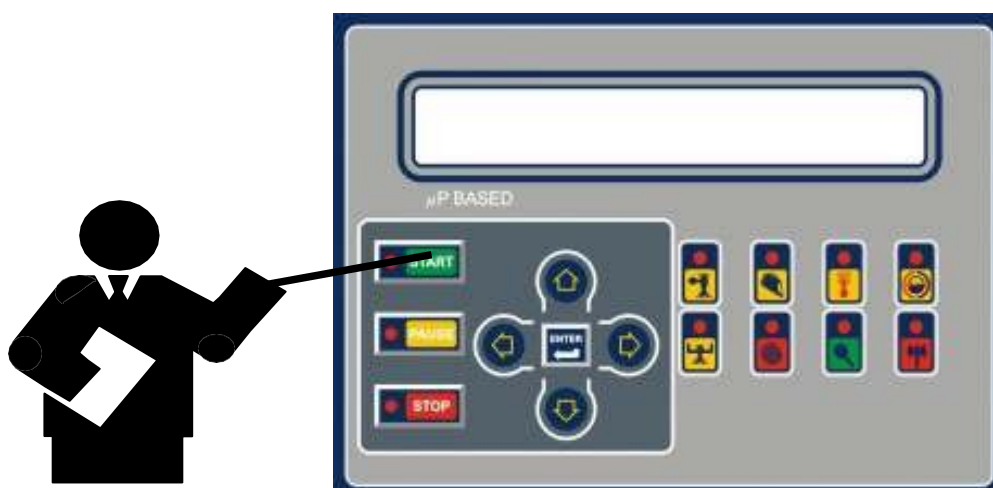 μP BASED
START
PAUSE
ENTER
STOP